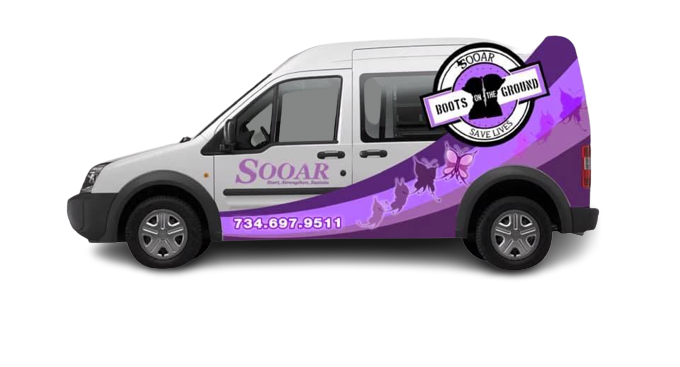 SOOAR
BOOTS ON THE GROUND
SAVE LIVES
SOOAR
734.697.9511